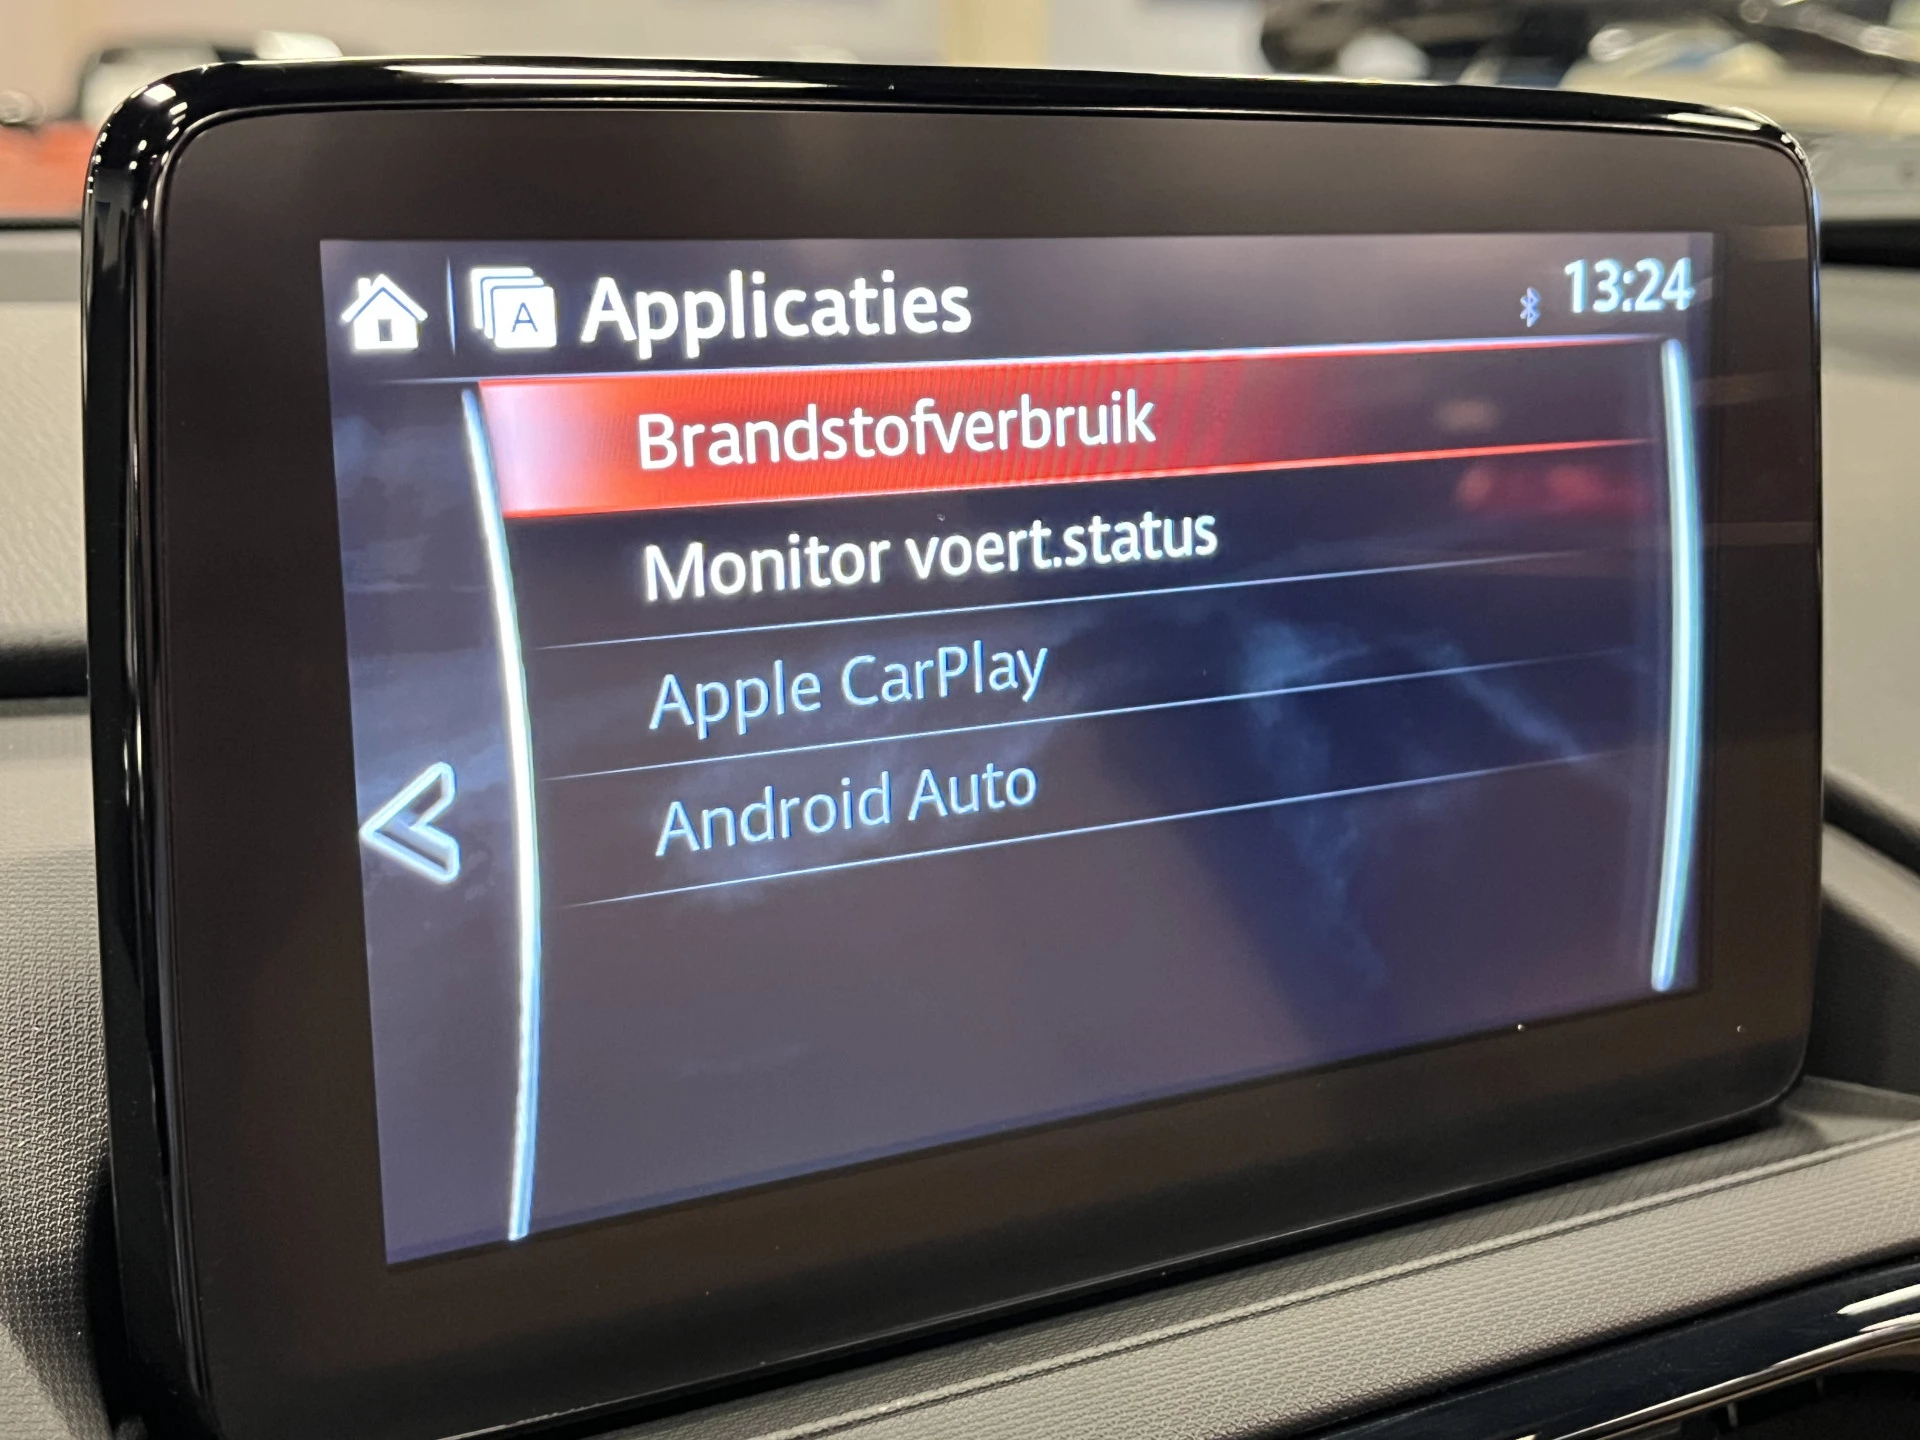 A Applicaties 13:24
Brandstofverbruik
Monitor voert.status
Apple CarPlay
Android Auto